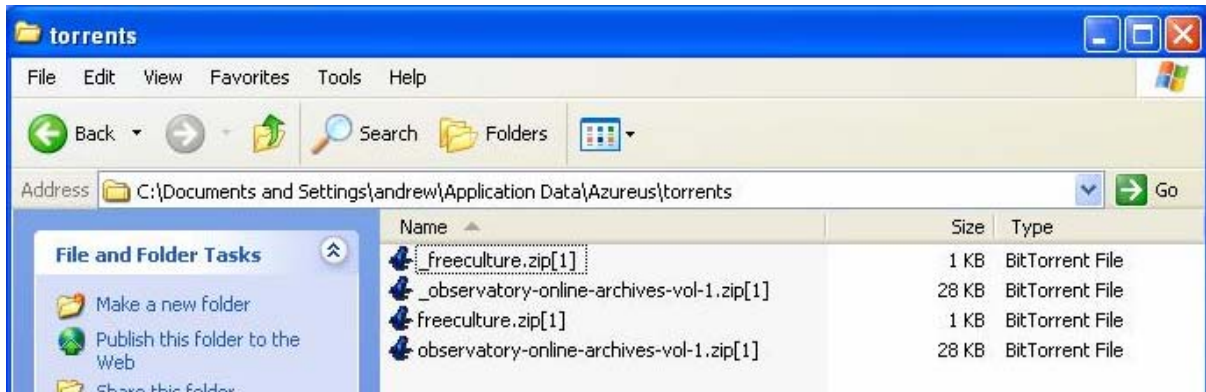 torrents
File Edit View Favorites Tools Help
Back Search Folders
Address C:\Documents and Settings\andrew\Application Data\Azureus\torrents Go
Name Size Type
File and Folder Tasks
Make a new folder
Publish this folder to the
Web
Share this folder
_freeculture.zip[1] 1 KB BitTorrent File
_observatory-online-archives-vol-1.zip[1] 28 KB BitTorrent File
freeculture.zip[1] 1 KB BitTorrent File
observatory-online-archives-vol-1.zip[1] 28 KB BitTorrent File